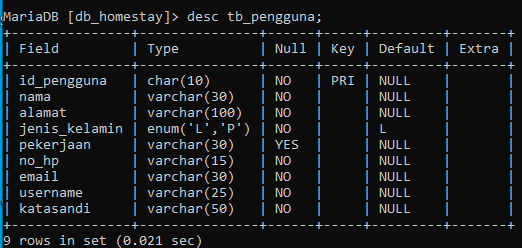 MariaDB [db_homestay]> desc tb_pengguna;
+---------------+---------------+------+-----+---------+-------+
| Field         | Type          | Null | Key | Default | Extra |
+---------------+---------------+------+-----+---------+-------+
| id_pengguna   | char(10)      | NO   | PRI | NULL    |       |
| nama          | varchar(30)   | NO   |     | NULL    |       |
| alamat        | varchar(100)  | NO   |     | NULL    |       |
| jenis_kelamin | enum('L','P') | NO   |     | L       |       |
| pekerjaan     | varchar(30)   | YES  |     | NULL    |       |
| no_hp         | varchar(15)   | NO   |     | NULL    |       |
| email         | varchar(30)   | NO   |     | NULL    |       |
| username      | varchar(25)   | NO   |     | NULL    |       |
| katasandi     | varchar(50)   | NO   |     | NULL    |       |
+---------------+---------------+------+-----+---------+-------+
9 rows in set (0.021 sec)